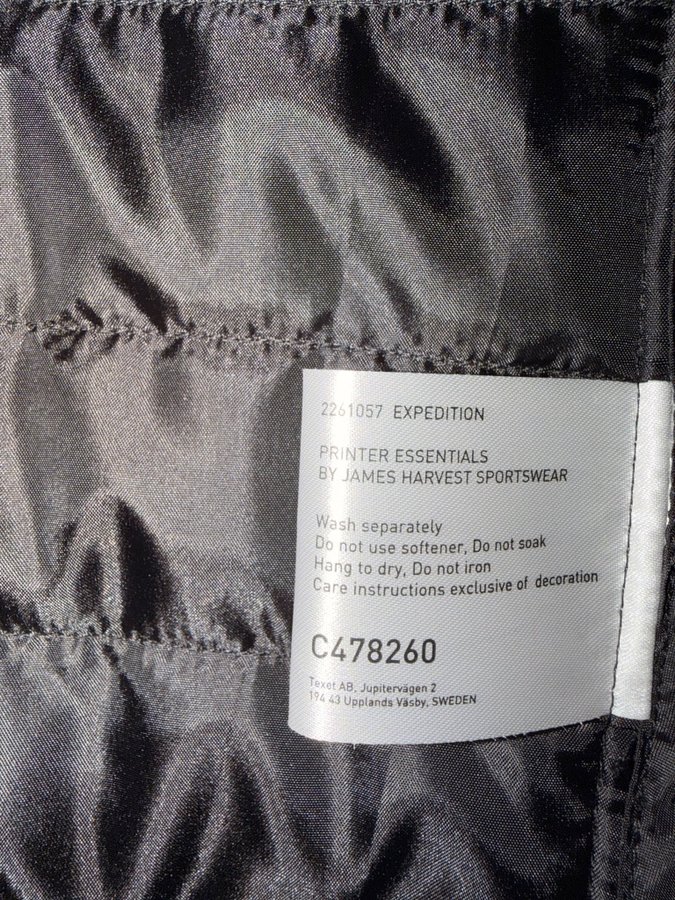 2261057 EXPEDITION
PRINTER ESSENTIALS
BY JAMES HARVEST SPORTSWEAR
Wash separately
Do not use softener, Do not soak
Hang to dry, Do not iron
Care instructions exclusive of decoration
C478260
Texet AB, Jupitervägen 2
194 43 Upplands Väsby, SWEDEN